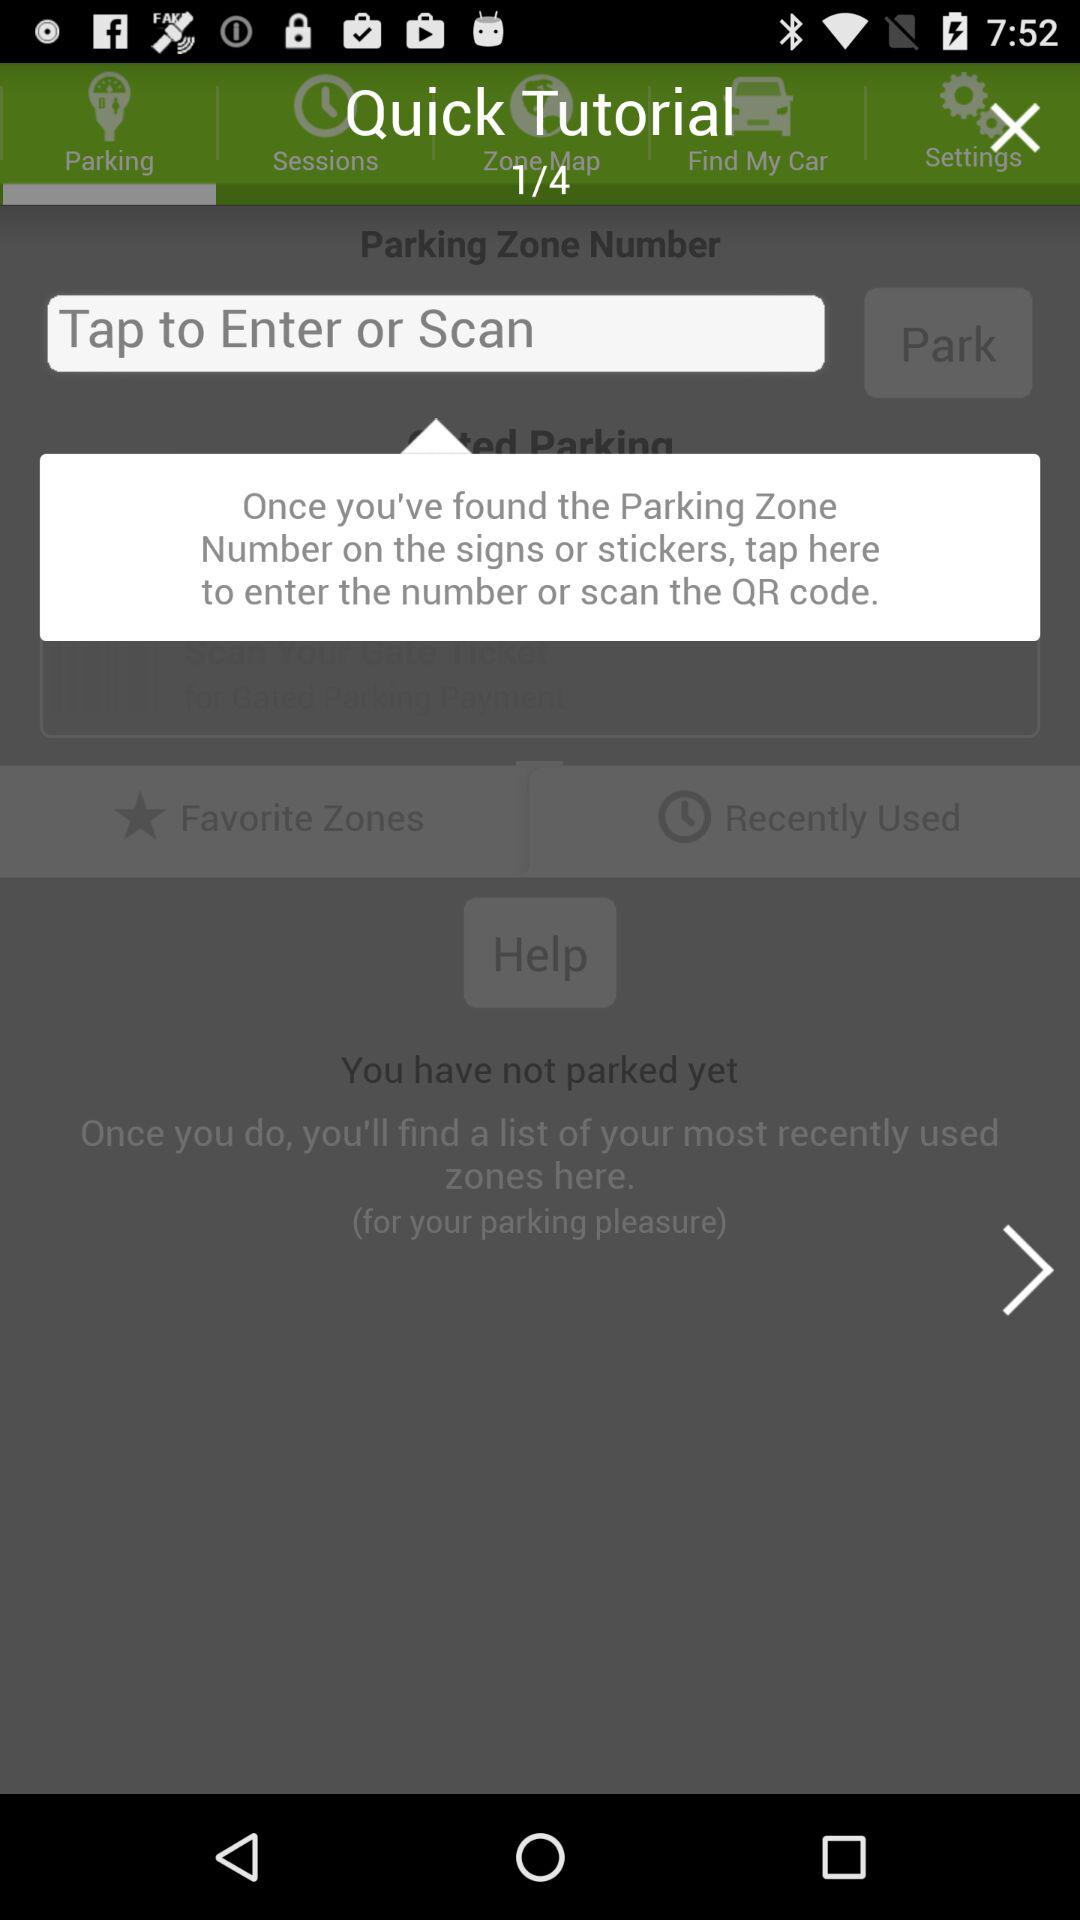 FAKE
7:52
Quick Tutorial
1/4
Parking
Sessions
Zone Map
Find My Car
Settings
Parking Zone Number
Tap to Enter or Scan
Park
Gated Parking
Once you've found the Parking Zone
Number on the signs or stickers, tap here
to enter the number or scan the QR code.
Scan Your Gate Ticket
for Gated Parking Payment
Favorite Zones
Recently Used
Help
You have not parked yet
Once you do, you'll find a list of your most recently used
zones here.
(for your parking pleasure)